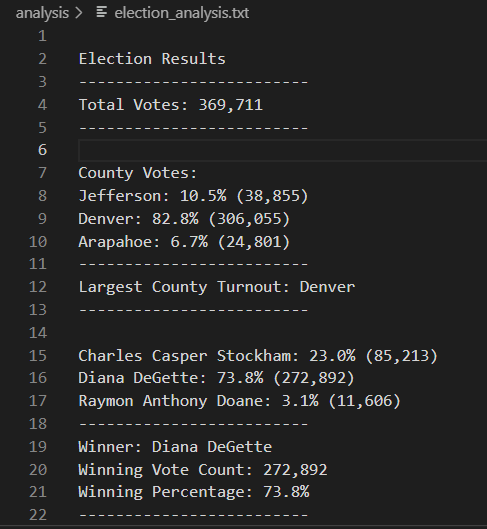 analysis > election_analysis.txt
1
2 Election Results
3 -------------------------
4 Total Votes: 369,711
5 -------------------------
6
7 County Votes:
8 Jefferson: 10.5% (38,855)
9 Denver: 82.8% (306,055)
10 Arapahoe: 6.7% (24,801)
11 -------------------------
12 Largest County Turnout: Denver
13 -------------------------
14
15 Charles Casper Stockham: 23.0% (85,213)
16 Diana DeGette: 73.8% (272,892)
17 Raymon Anthony Doane: 3.1% (11,606)
18 -------------------------
19 Winner: Diana DeGette
20 Winning Vote Count: 272,892
21 Winning Percentage: 73.8%
22 -------------------------